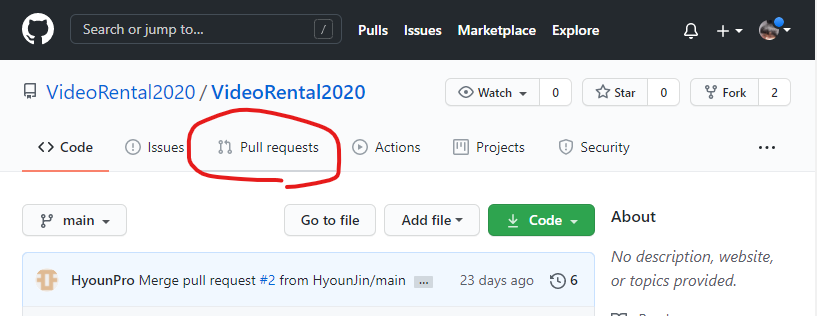 Search or jump to... / Pulls Issues Marketplace Explore
VideoRental2020 / VideoRental2020 Watch 0 Star 0 Fork 2
<> Code Issues Pull requests Actions Projects Security ...
main Go to file Add file Code About
No description, website,
or topics provided.
HyounPro Merge pull request #2 from HyounJin/main ... 23 days ago 6